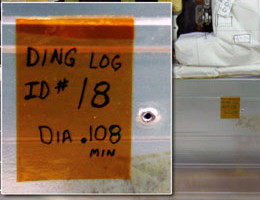 DING LOG
ID# 18
DIA .108
MIN